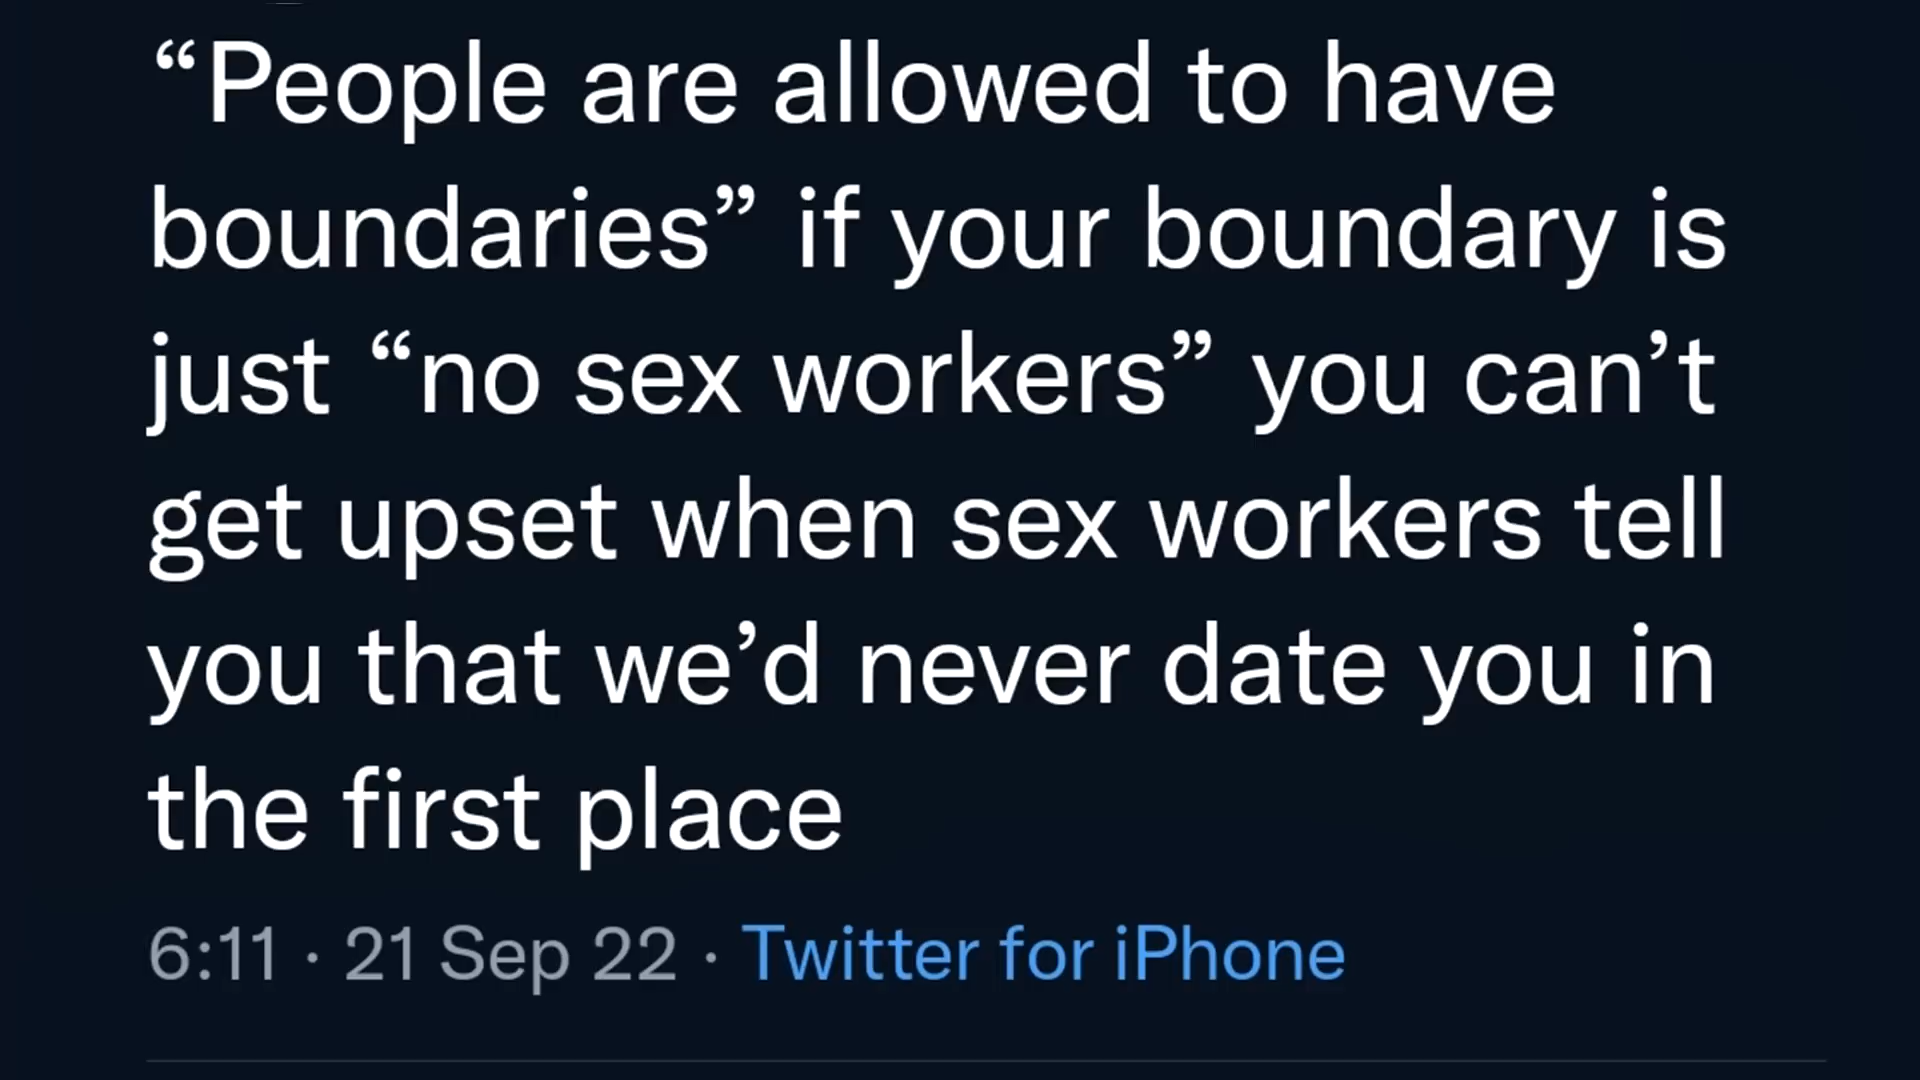 “People are allowed to have
boundaries” if your boundary is
just “no sex workers” you can’t
get upset when sex workers tell
you that we’d never date you in
the first place
6:11 · 21 Sep 22 · Twitter for iPhone